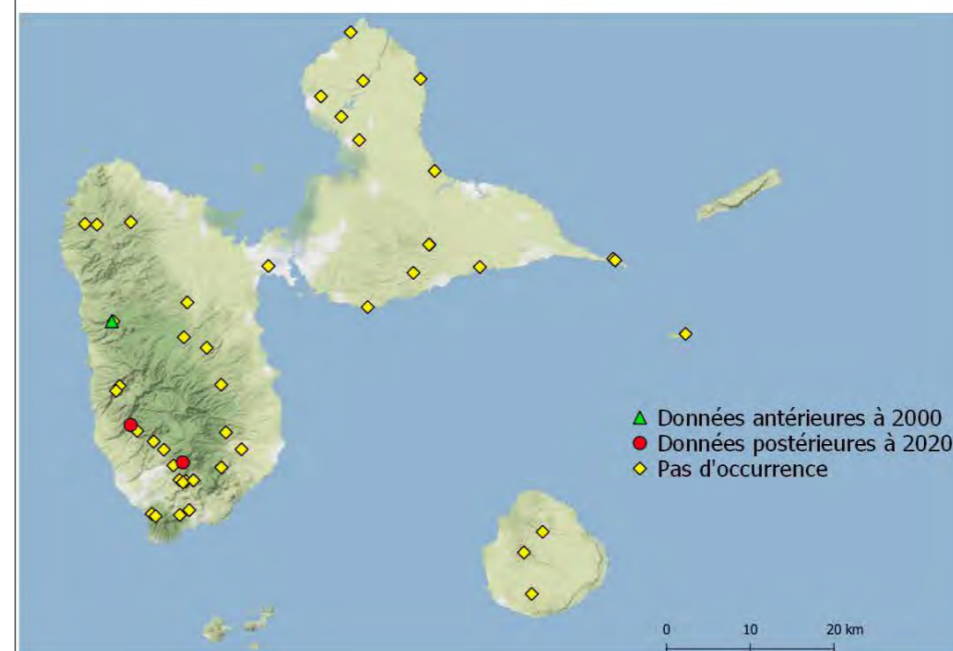 Données antérieures à 2000
Données postérieures à 2020
Pas d'occurrence
0 10 20 km